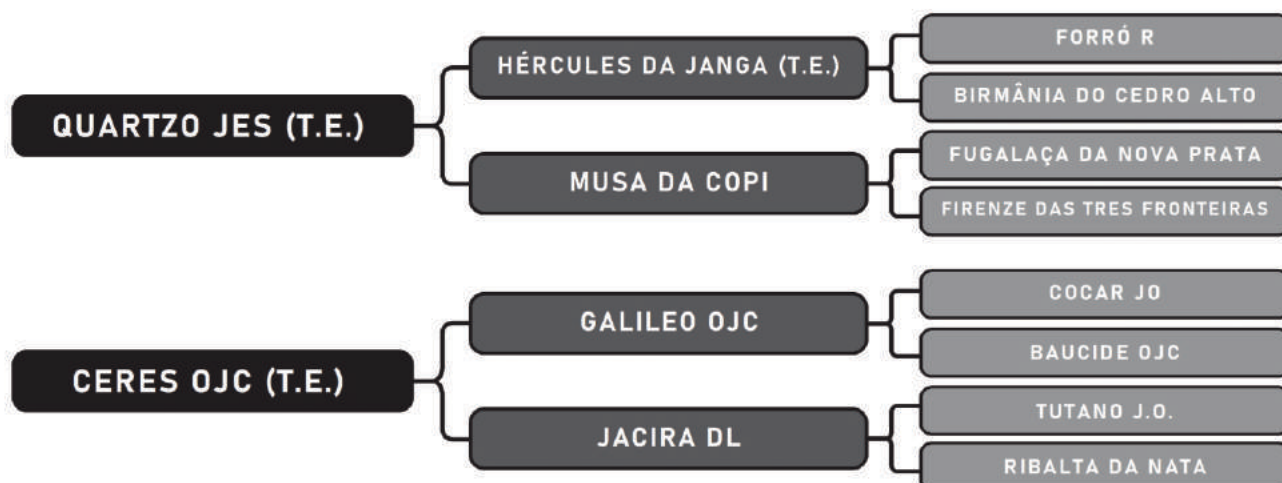 QUARTZO JES (T.E.)
HÉRCULES DA JANGA (T.E.)
FORRÓ R
BIRMÂNIA DO CEDRO ALTO
MUSA DA COPI
FUGALAÇA DA NOVA PRATA
FIRENZE DAS TRES FRONTEIRAS
CERES OJC (T.E.)
GALILEO OJC
COCAR JO
BAUCIDE OJC
JACIRA DL
TUTANO J.O.
RIBALTA DA NATA